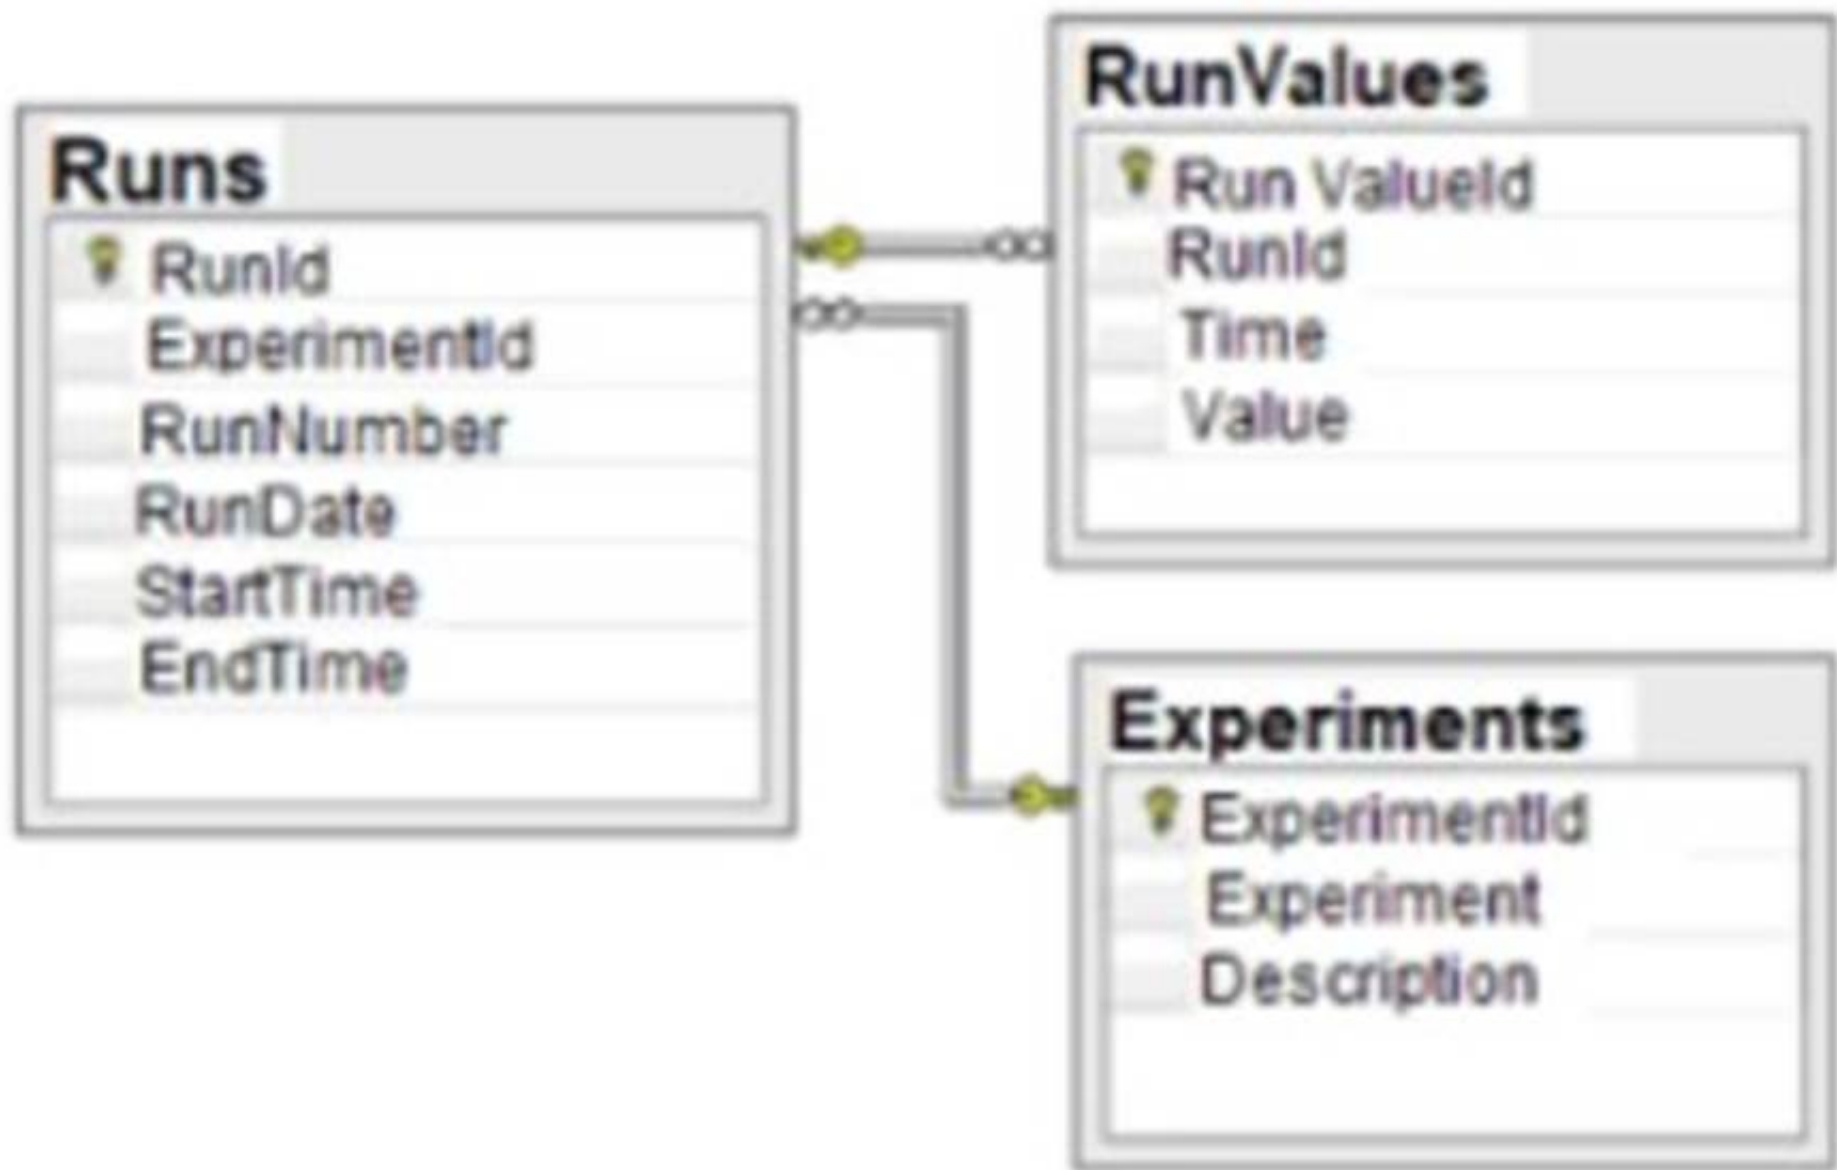 Runs
RunId
ExperimentId
RunNumber
RunDate
StartTime
EndTime
RunValues
Run ValueId
RunId
Time
Value
Experiments
ExperimentId
Experiment
Description